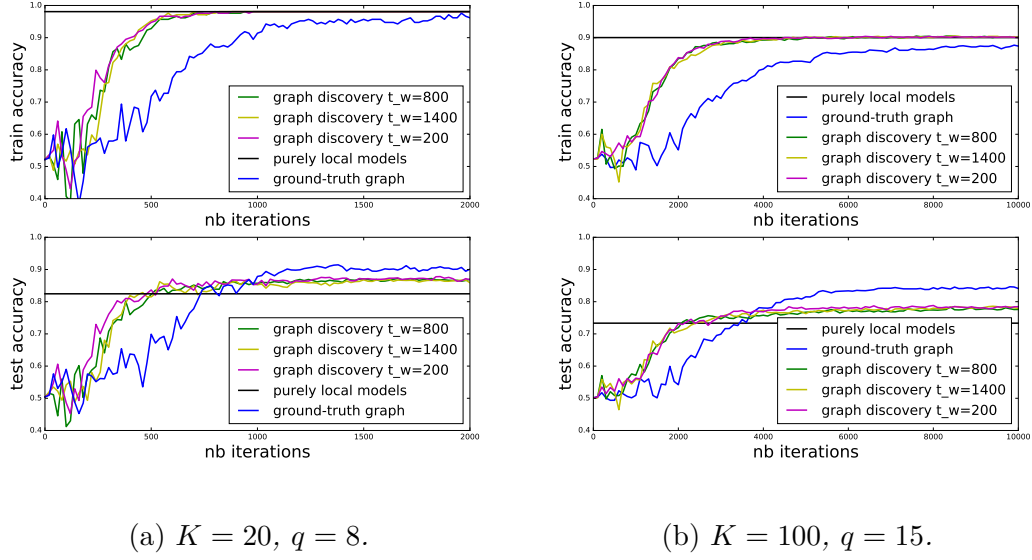 1.0
0.9
0.8
0.7
0.6
0.5
0.4
train accuracy
graph discovery t_w=800
graph discovery t_w=1400
graph discovery t_w=200
purely local models
ground-truth graph
0 500 1000 1500 2000
nb iterations
1.0
0.9
0.8
0.7
0.6
0.5
0.4
train accuracy
purely local models
ground-truth graph
graph discovery t_w=800
graph discovery t_w=1400
graph discovery t_w=200
0 2000 4000 6000 8000 10000
nb iterations
1.0
0.9
0.8
0.7
0.6
0.5
0.4
test accuracy
graph discovery t_w=800
graph discovery t_w=1400
graph discovery t_w=200
purely local models
ground-truth graph
0 500 1000 1500 2000
nb iterations
1.0
0.9
0.8
0.7
0.6
0.5
0.4
test accuracy
purely local models
ground-truth graph
graph discovery t_w=800
graph discovery t_w=1400
graph discovery t_w=200
0 2000 4000 6000 8000 10000
nb iterations
(a) K = 20, q = 8.
(b) K = 100, q = 15.